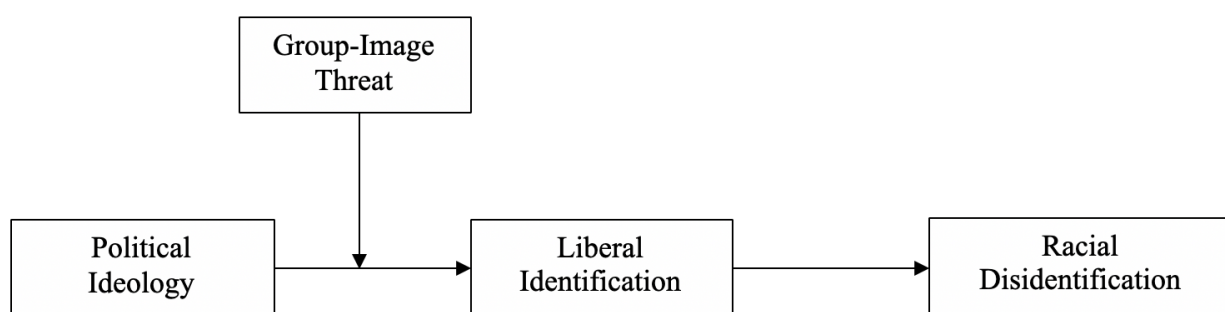 Group-Image
Threat
Political
Ideology
Liberal
Identification
Racial
Disidentification